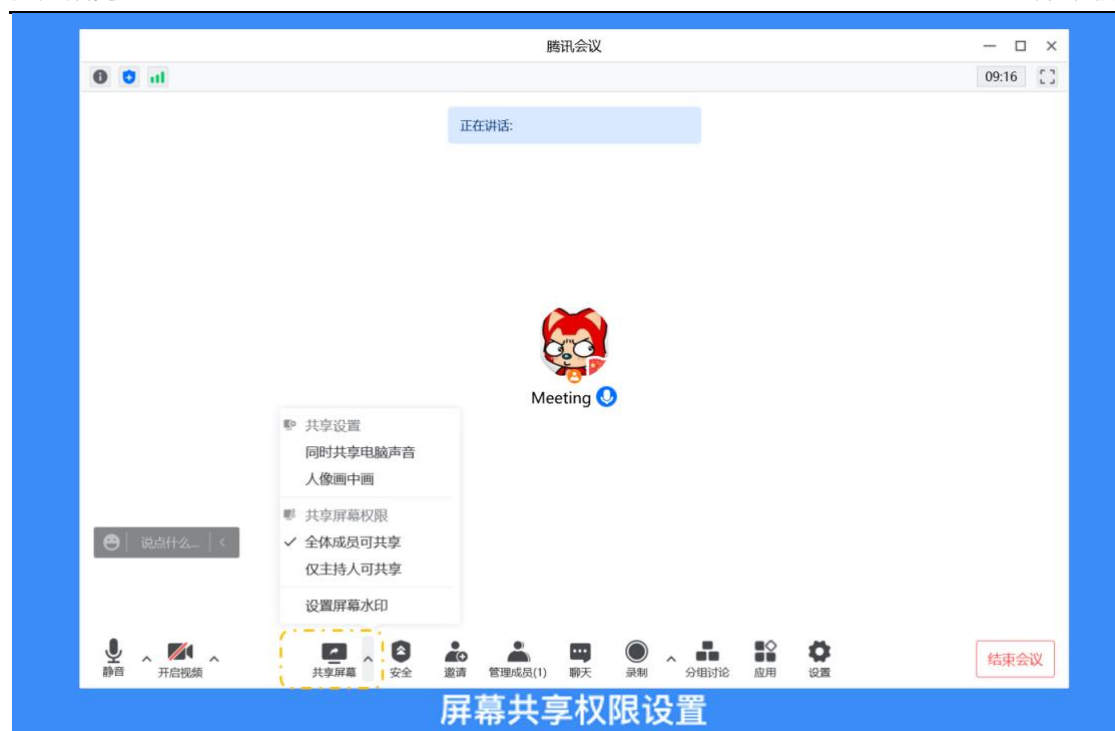 腾讯会议
09:16
正在讲话:
Meeting
共享设置
同时共享电脑声音
人像画中画
共享屏幕权限
全体成员可共享
仅主持人可共享
设置屏幕水印
说点什么...
静音
开启视频
共享屏幕
安全
邀请
管理成员(1)
聊天
录制
分组讨论
应用
设置
结束会议
屏幕共享权限设置